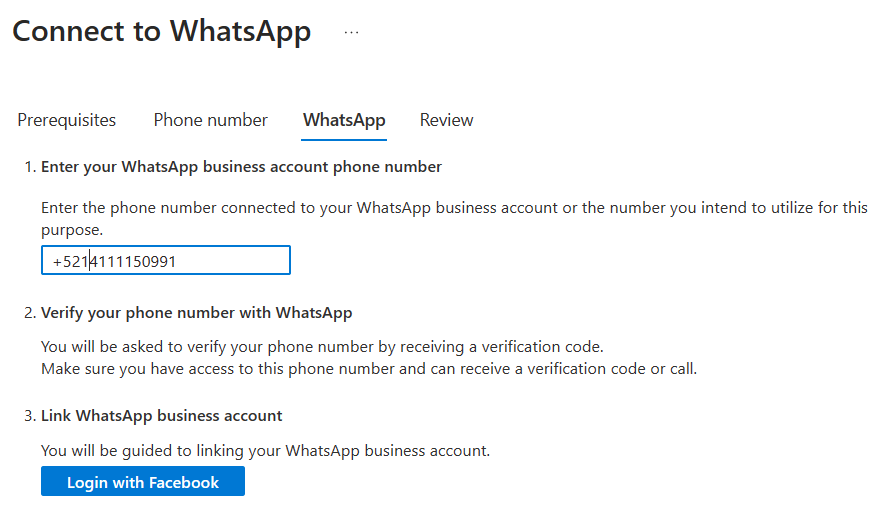 Connect to WhatsApp ...
Prerequisites Phone number WhatsApp Review
1. Enter your WhatsApp business account phone number
Enter the phone number connected to your WhatsApp business account or the number you intend to utilize for this
purpose.
+5214111150991
2. Verify your phone number with WhatsApp
You will be asked to verify your phone number by receiving a verification code.
Make sure you have access to this phone number and can receive a verification code or call.
3. Link WhatsApp business account
You will be guided to linking your WhatsApp business account.
Login with Facebook